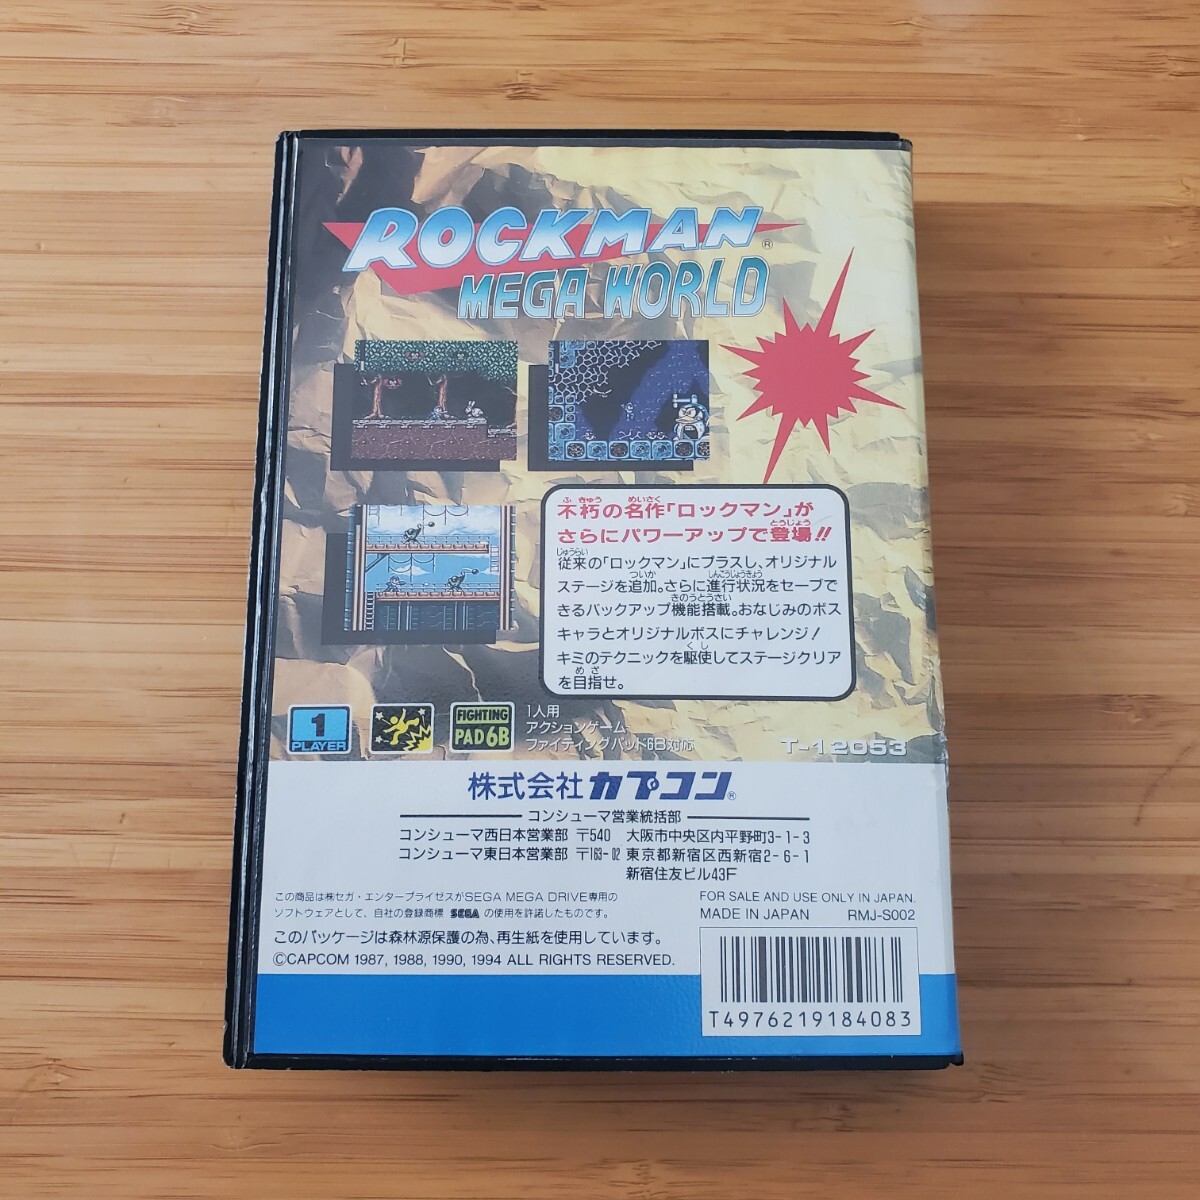 ROCKMAN®
MEGA WORLD
不朽の名作「ロックマン」が
さらにパワーアップで登場!!
従来の「ロックマン」にプラスし、オリジナル
ステージを追加。さらに進行状況をセーブで
きるバックアップ機能搭載。おなじみのボス
キャラとオリジナルボスにチャレンジ!
キミのテクニックを駆使してステージクリア
を目指せ。
1
PLAYER
FIGHTING
PAD 6B
1人用
アクションゲーム
ファイティングパッド6B対応
T-12053
株式会社カプコン®
コンシューマ営業統括部
コンシューマ西日本営業部 〒540 大阪市中央区内平野町3-1-3
コンシューマ東日本営業部 〒163-02 東京都新宿区西新宿2-6-1
新宿住友ビル43F
この商品は㈱セガ・エンタープライゼスがSEGA MEGA DRIVE専用の
ソフトウェアとして、自社の登録商標 SEGA の使用を許諾したものです。
このパッケージは森林源保護の為、再生紙を使用しています。
©CAPCOM 1987, 1988, 1990, 1994 ALL RIGHTS RESERVED.
FOR SALE AND USE ONLY IN JAPAN.
MADE IN JAPAN RMJ-S002
T4976219184083